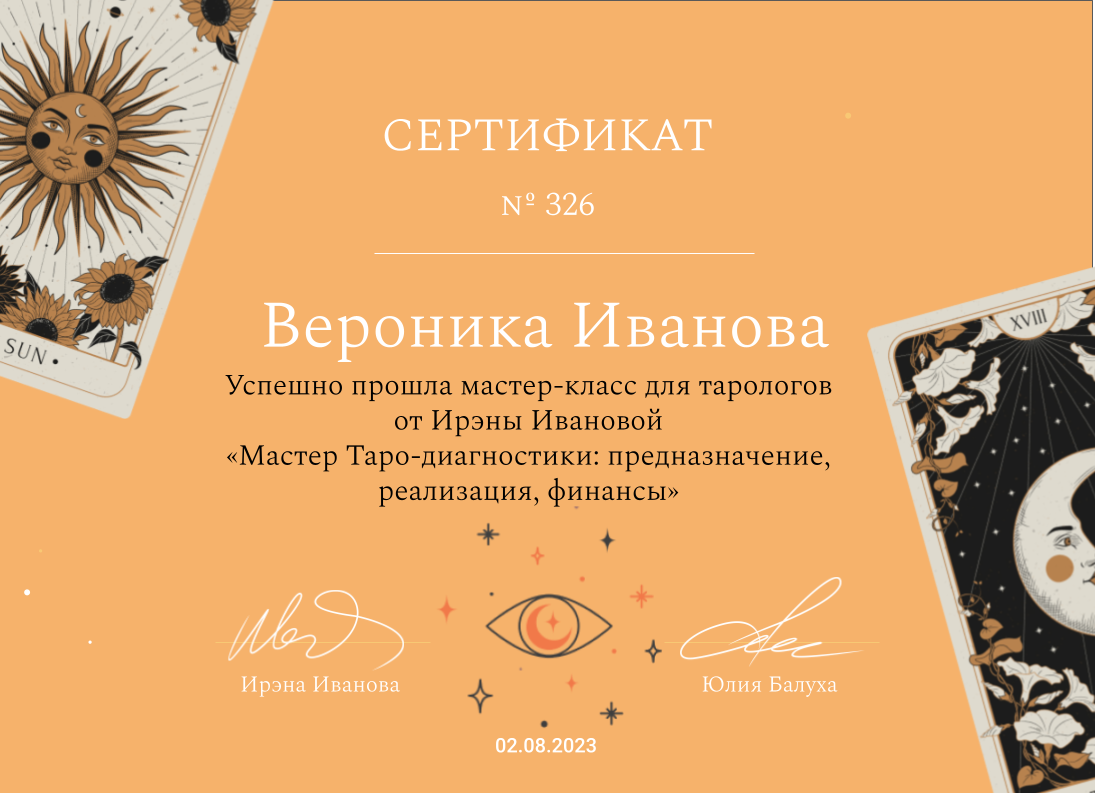 СЕРТИФИКАТ
№ 326
Вероника Иванова
Успешно прошла мастер-класс для тарологов
от Ирэны Ивановой
«Мастер Таро-диагностики: предназначение,
реализация, финансы»
Ирэна Иванова
Юлия Балуха
02.08.2023
SUN •
XVIII